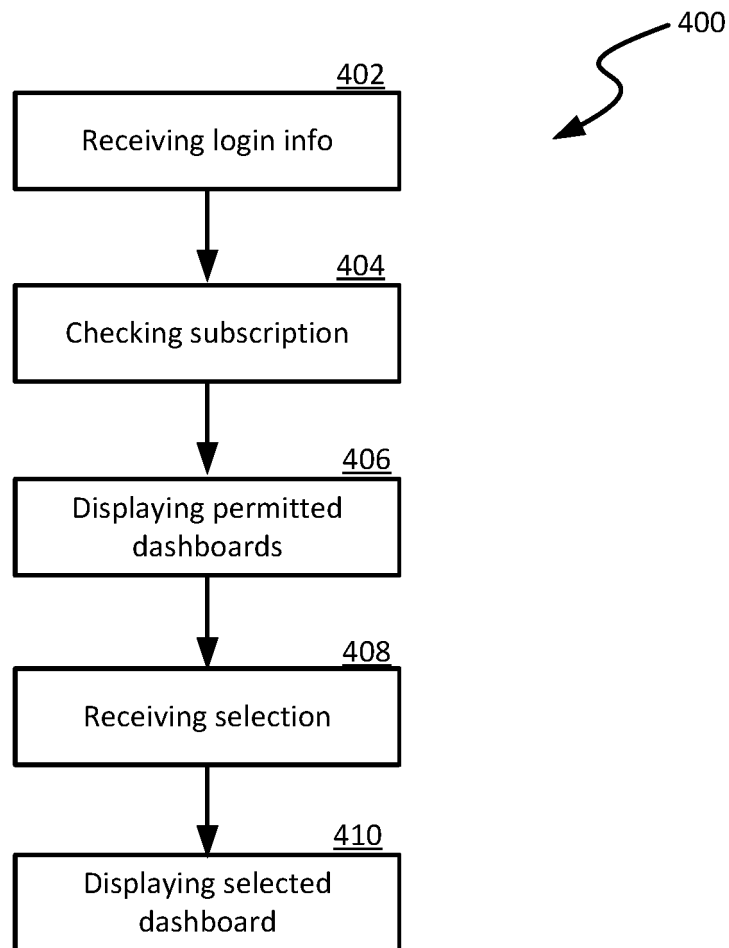 400
402
Receiving login info
404
Checking subscription
406
Displaying permitted
dashboards
408
Receiving selection
410
Displaying selected
dashboard